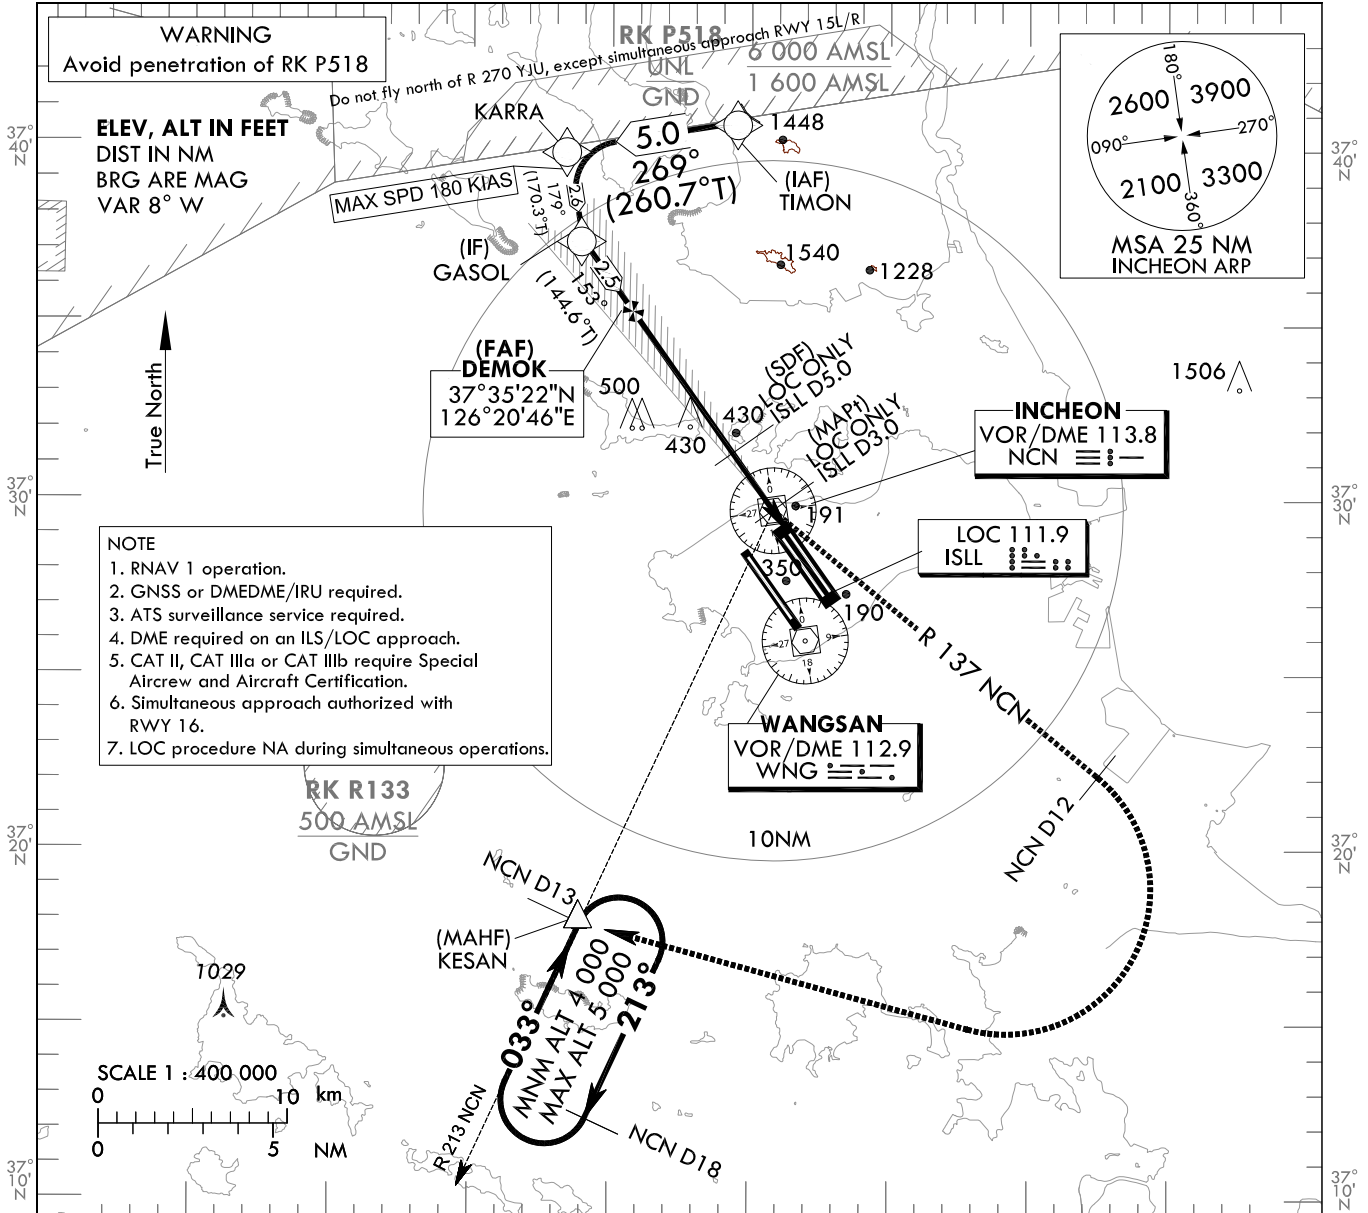 WARNING
Avoid penetration of RK P518
RK P518
UNL
GND
6 000 AMSL
1 600 AMSL
Do not fly north of R 270 YJU, except simultaneous approach RWY 15L/R
180°
2600
3900
090°
270°
2100
3300
360°
MSA 25 NM
INCHEON ARP
ELEV, ALT IN FEET
DIST IN NM
BRG ARE MAG
VAR 8° W
KARRA
MAX SPD 180 KIAS
5.0
269°
(260.7°T)
1448
(IAF)
TIMON
2.6
179°
(170.3°T)
(IF)
GASOL
2.5
153°
(144.6°T)
1540
1228
37°
40'
N
37°
40'
N
True North
(FAF)
DEMOK
37°35'22"N
126°20'46"E
500
430
430
(SDF)
LOC ONLY
ISLL D5.0
(MAPt)
LOC ONLY
ISLL D3.0
1506
INCHEON
VOR/DME 113.8
NCN
37°
30'
N
37°
30'
N
0
27
191
LOC 111.9
ISLL
350
190
0
27
9
18
NOTE
1. RNAV 1 operation.
2. GNSS or DMEDME/IRU required.
3. ATS surveillance service required.
4. DME required on an ILS/LOC approach.
5. CAT II, CAT IIIa or CAT IIIb require Special
Aircrew and Aircraft Certification.
6. Simultaneous approach authorized with
RWY 16.
7. LOC procedure NA during simultaneous operations.
R 137 NCN
WANGSAN
VOR/DME 112.9
WNG
RK R133
500 AMSL
GND
10NM
NCN D12
37°
20'
N
37°
20'
N
NCN D13
(MAHF)
KESAN
033°
MNM ALT 4 000
MAX ALT 5 000
213°
NCN D18
R 213 NCN
1029
SCALE 1 : 400 000
0
10
km
0
5
NM
37°
10'
N
37°
10'
N